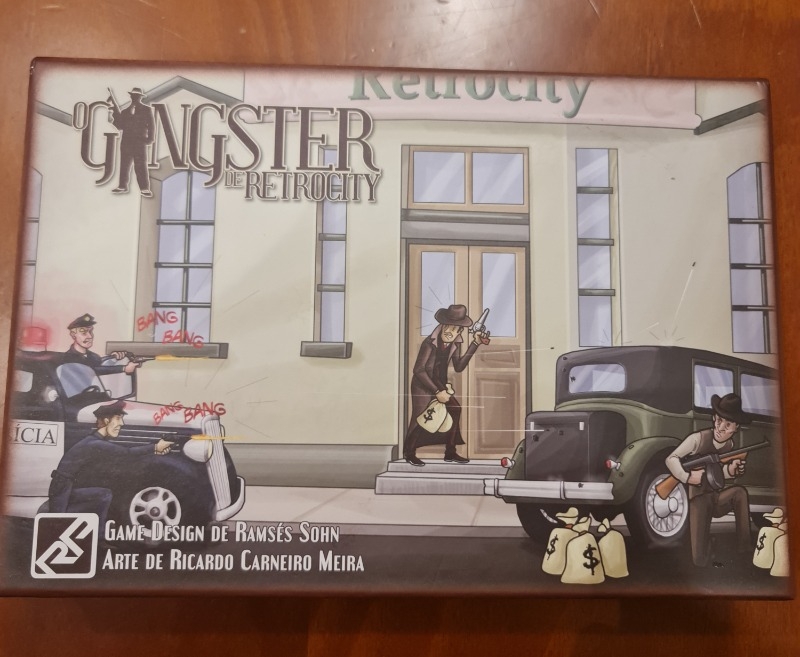 Retrocity
O GANGSTER
DE RETROCITY
BANG
BANG
BANG
BANG
ÍCIA
$
$
$
GAME DESIGN DE RAMSÉS SOHN
ARTE DE RICARDO CARNEIRO MEIRA